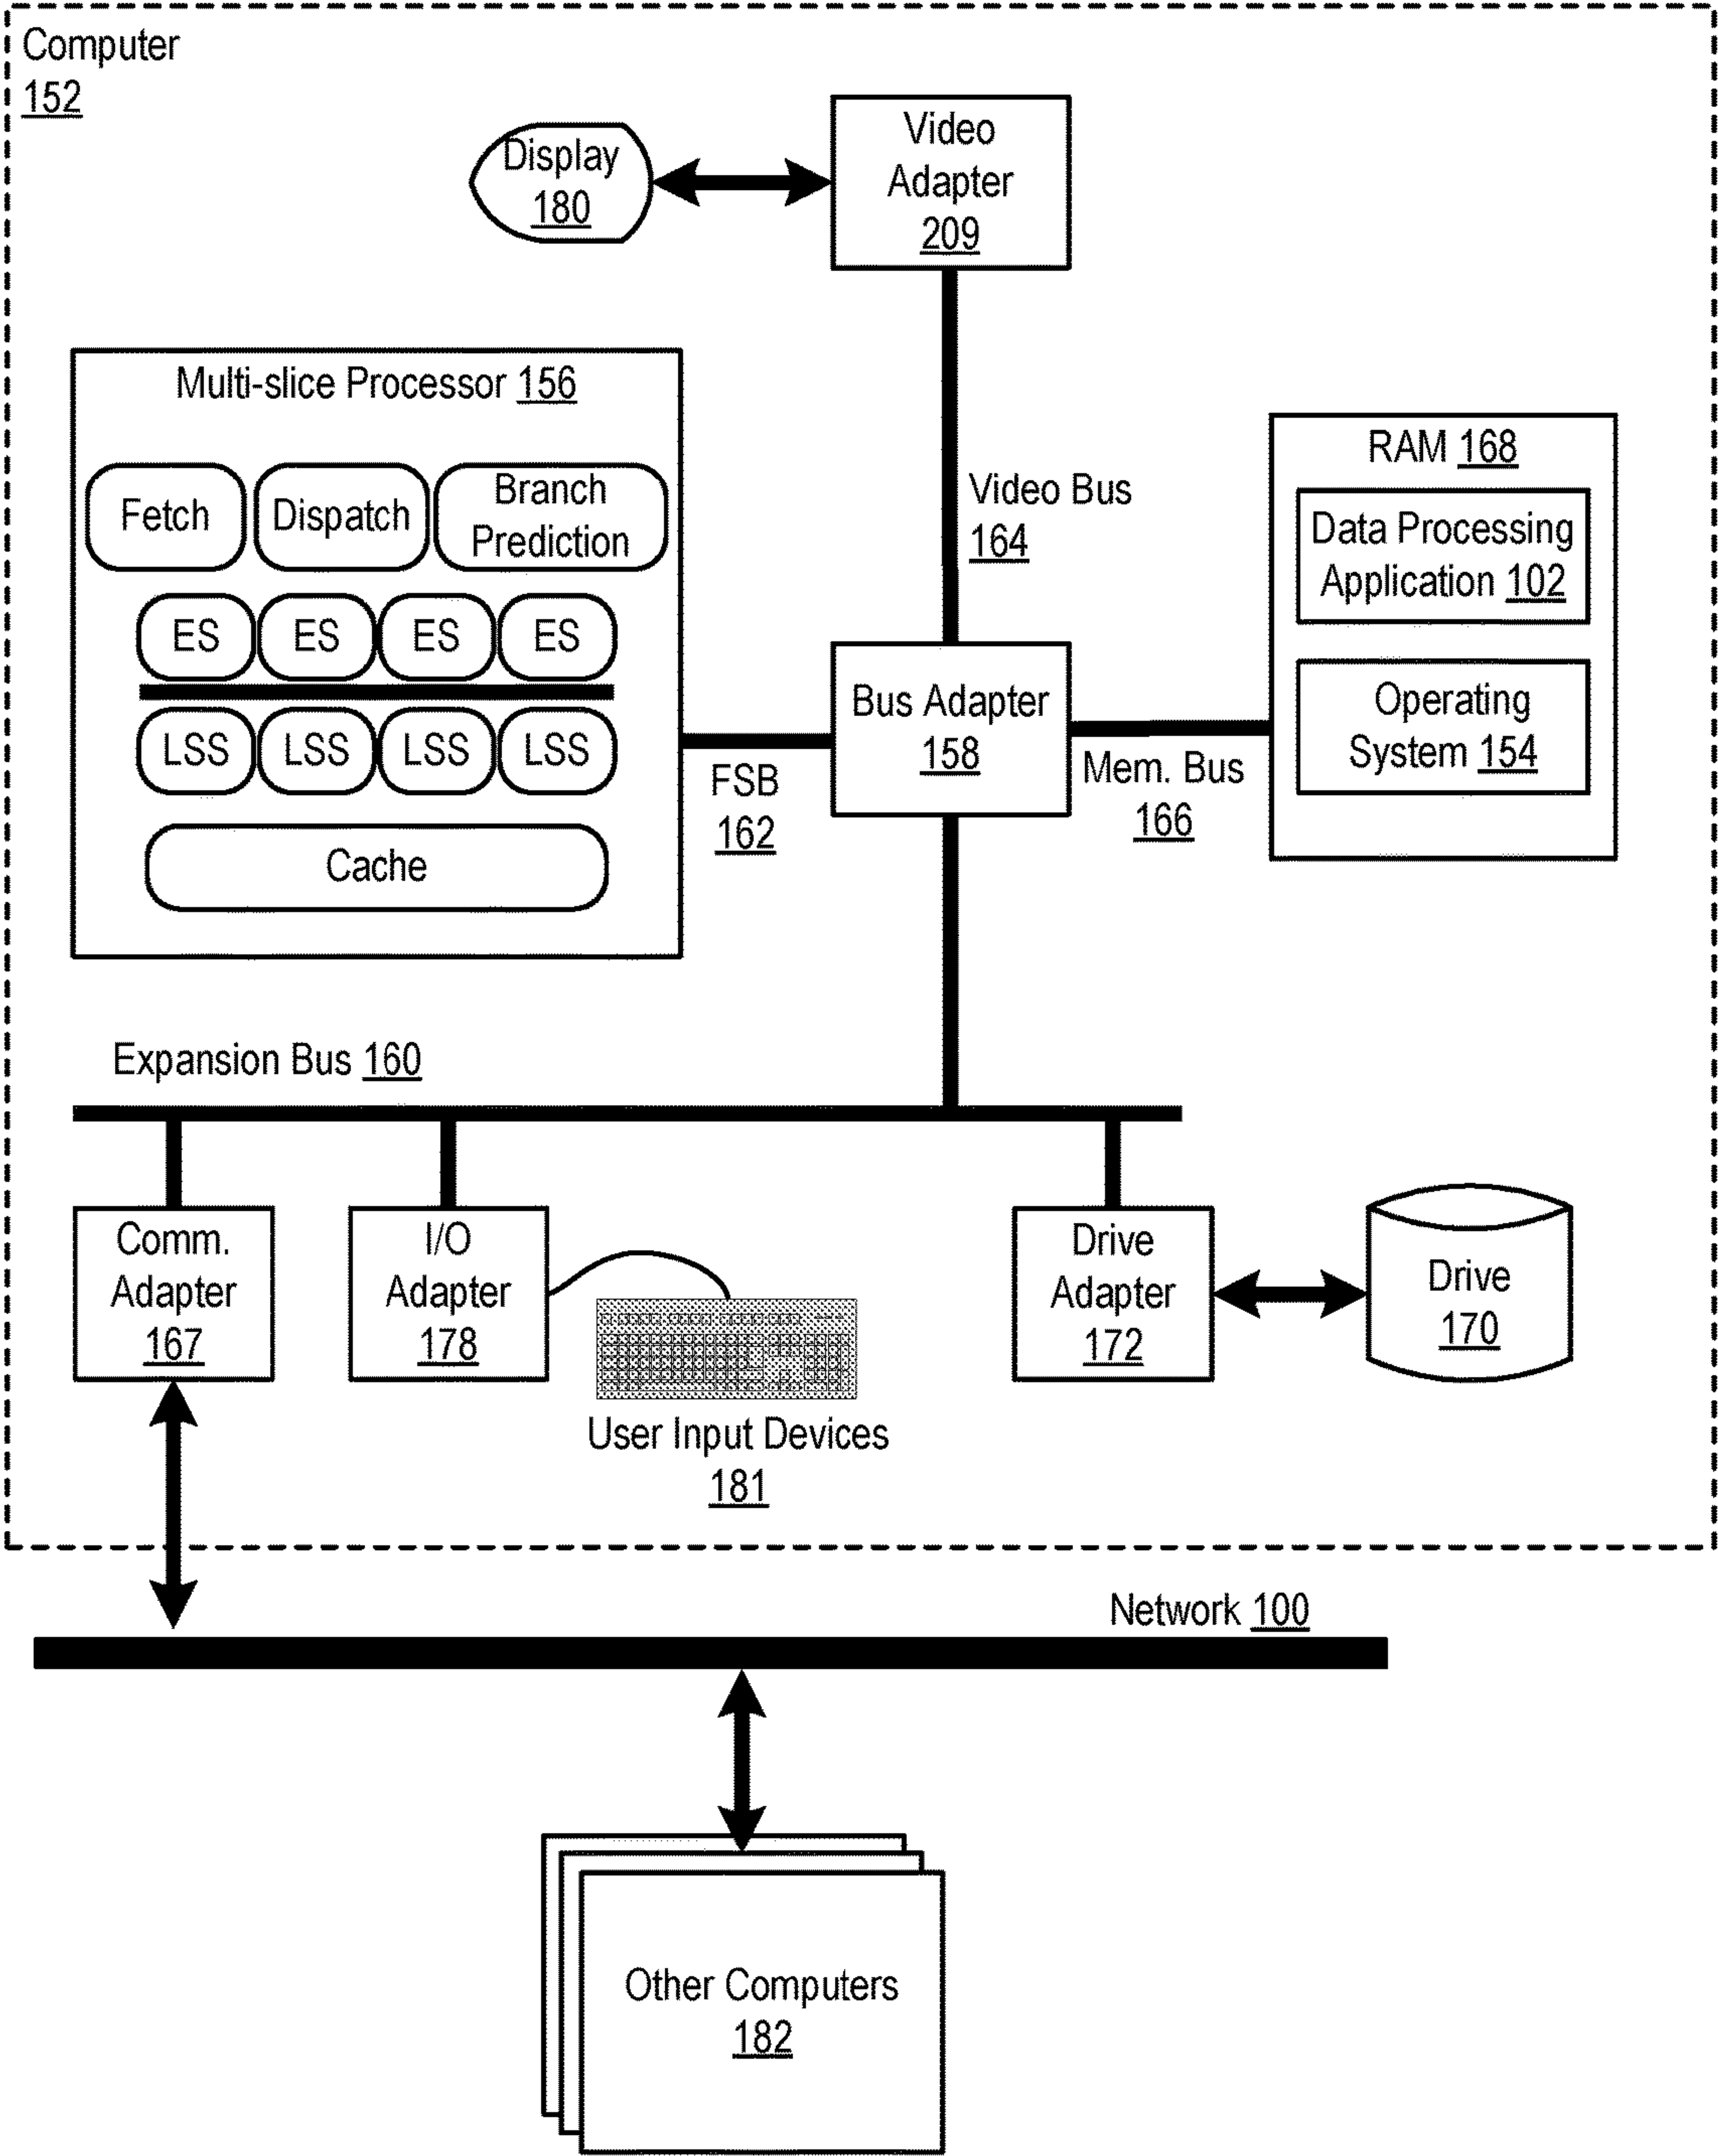 Computer
152
Display
180
Video
Adapter
209
Multi-slice Processor 156
Fetch
Dispatch
Branch
Prediction
ES
ES
ES
ES
LSS
LSS
LSS
LSS
Cache
Video Bus
164
RAM 168
Data Processing
Application 102
Operating
System 154
Bus Adapter
158
FSB
162
Mem. Bus
166
Expansion Bus 160
Comm.
Adapter
167
I/O
Adapter
178
User Input Devices
181
Drive
Adapter
172
Drive
170
Network 100
Other Computers
182